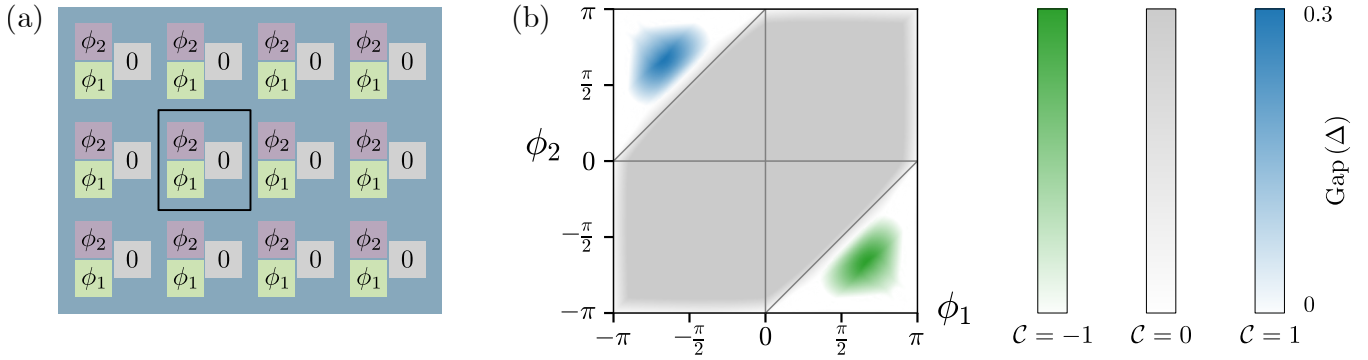 (a)
ϕ₂ 0 ϕ₂ 0 ϕ₂ 0 ϕ₂ 0
ϕ₁ ϕ₁ ϕ₁ ϕ₁
ϕ₂ 0 ϕ₂ 0 ϕ₂ 0 ϕ₂ 0
ϕ₁ ϕ₁ ϕ₁ ϕ₁
ϕ₂ 0 ϕ₂ 0 ϕ₂ 0 ϕ₂ 0
ϕ₁ ϕ₁ ϕ₁ ϕ₁
(b)
π
π/2
ϕ₂
0
−π/2
−π
−π −π/2 0 π/2 π
ϕ₁
0.3
Gap (Δ)
0
𝒞 = −1 𝒞 = 0 𝒞 = 1